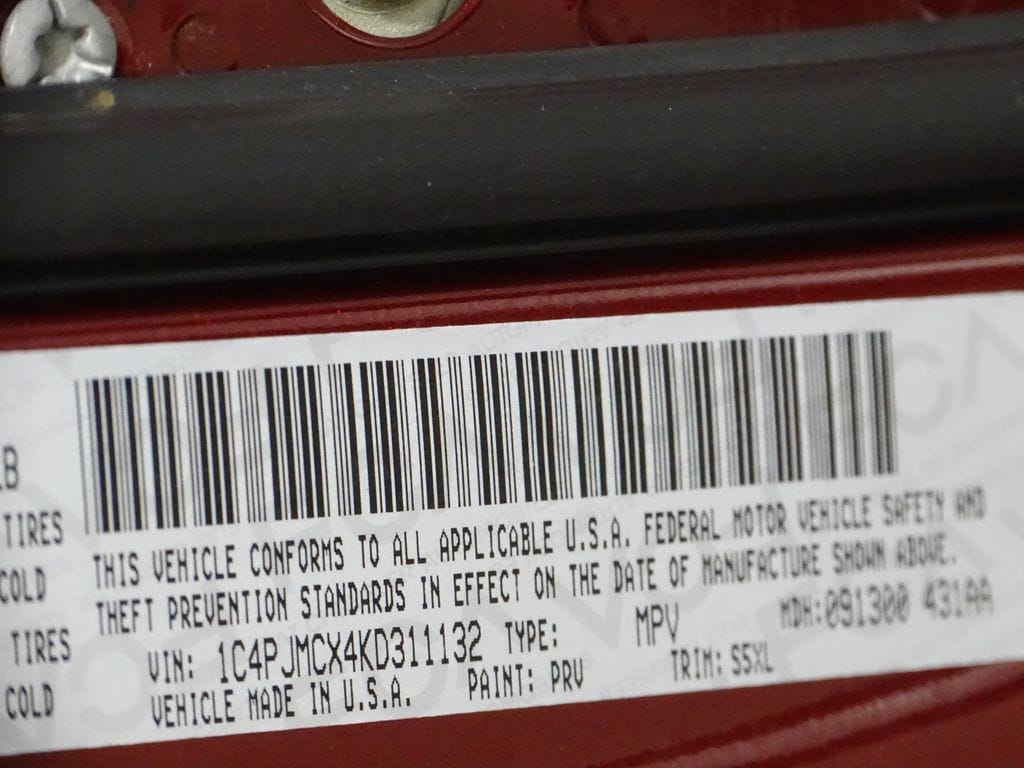 LB
TIRES
COLD
TIRES
COLD
THIS VEHICLE CONFORMS TO ALL APPLICABLE U.S.A. FEDERAL MOTOR VEHICLE SAFETY AND
THEFT PREVENTION STANDARDS IN EFFECT ON THE DATE OF MANUFACTURE SHOWN ABOVE.
VIN: 1C4PJMCX4KD311132 TYPE: MPV MDH:091300 431AA
VEHICLE MADE IN U.S.A. PAINT: PRV TRIM: S5XL